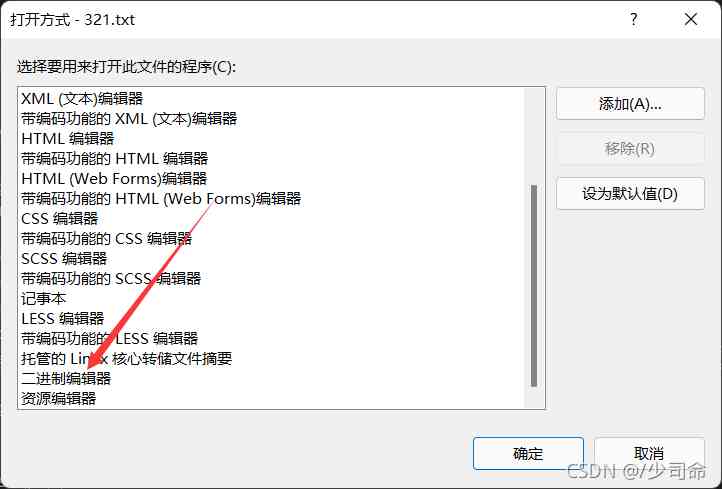 打开方式 - 321.txt
选择要用来打开此文件的程序(C):
XML (文本)编辑器
带编码功能的 XML (文本)编辑器
HTML 编辑器
带编码功能的 HTML 编辑器
HTML (Web Forms)编辑器
带编码功能的 HTML (Web Forms)编辑器
CSS 编辑器
带编码功能的 CSS 编辑器
SCSS 编辑器
带编码功能的 SCSS 编辑器
记事本
LESS 编辑器
带编码功能的 LESS 编辑器
托管的 Linux 核心转储文件摘要
二进制编辑器
资源编辑器
添加(A)...
移除(R)
设为默认值(D)
确定
取消
CSDN @/少司命